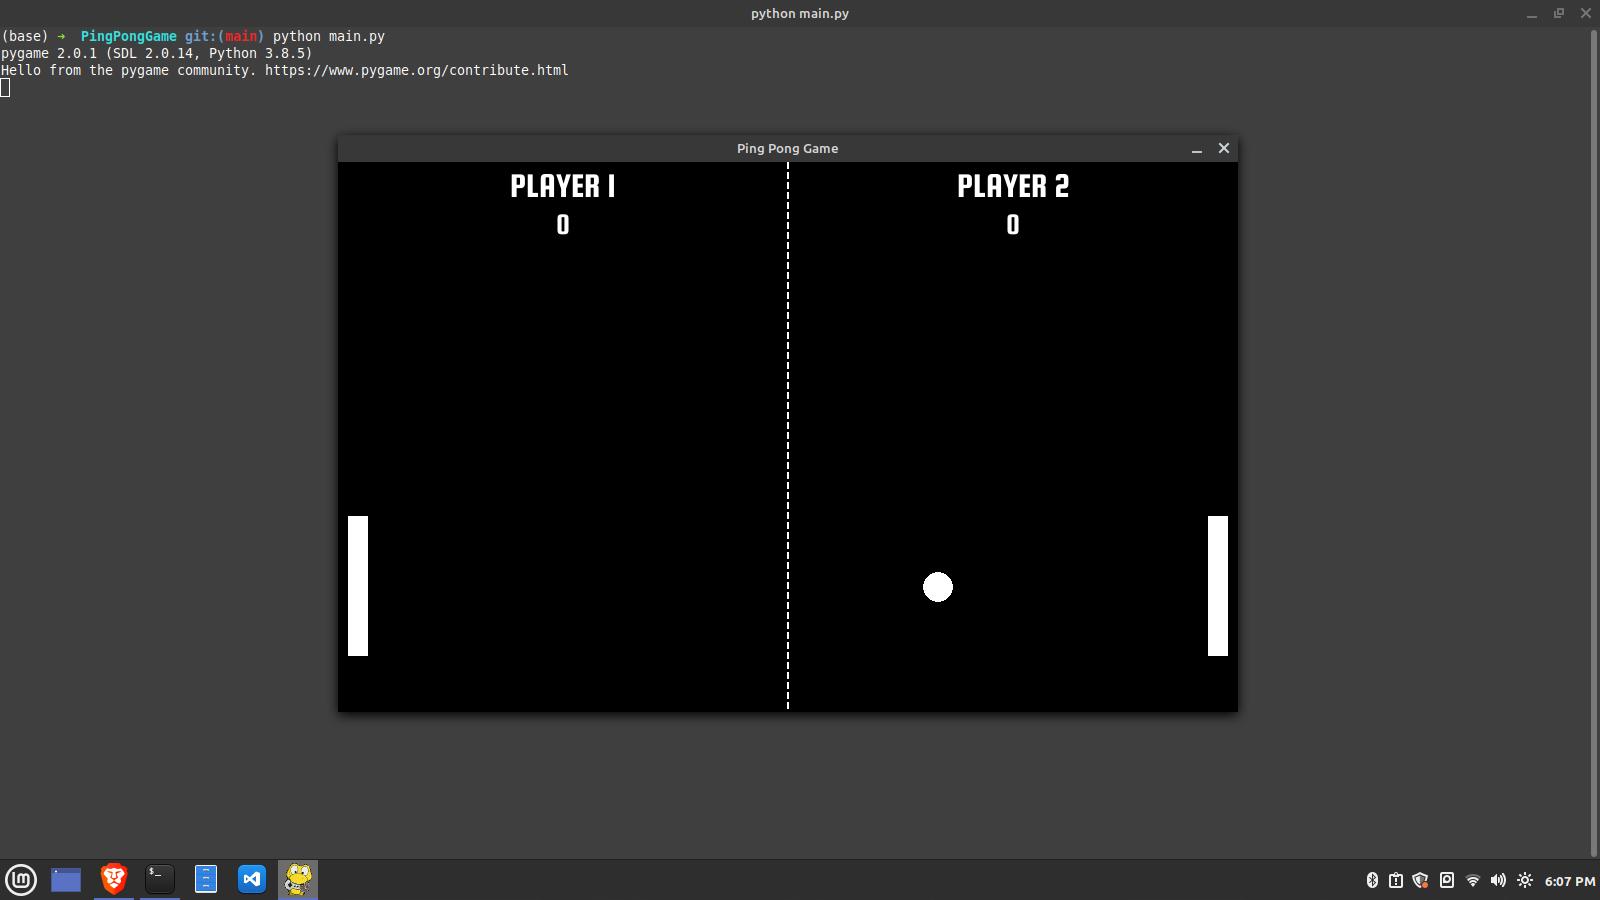 python main.py
(base) → PingPongGame git:(main) python main.py
pygame 2.0.1 (SDL 2.0.14, Python 3.8.5)
Hello from the pygame community. https://www.pygame.org/contribute.html
Ping Pong Game
PLAYER 1
PLAYER 2
0
0
$_
6:07 PM